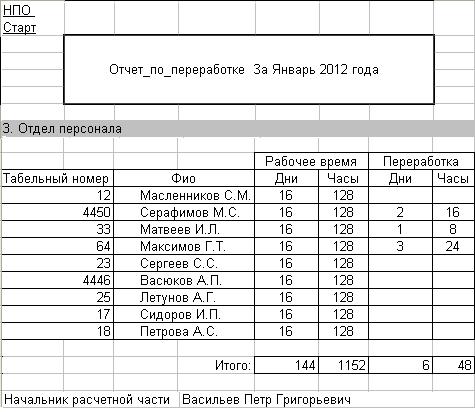 НПО
Старт
Отчет_по_переработке За Январь 2012 года
3. Отдел персонала
Рабочее время Переработка
Табельный номер Фио Дни Часы Дни Часы
12 Масленников С.М. 16 128
4450 Серафимов М.С. 16 128 2 16
33 Матвеев И.Л. 16 128 1 8
64 Максимов Г.Т. 16 128 3 24
23 Сергеев С.С. 16 128
4446 Васюков А.П. 16 128
25 Летунов А.Г. 16 128
17 Сидоров И.П. 16 128
18 Петрова А.С. 16 128
Итого: 144 1152 6 48
Начальник расчетной части Васильев Петр Григорьевич